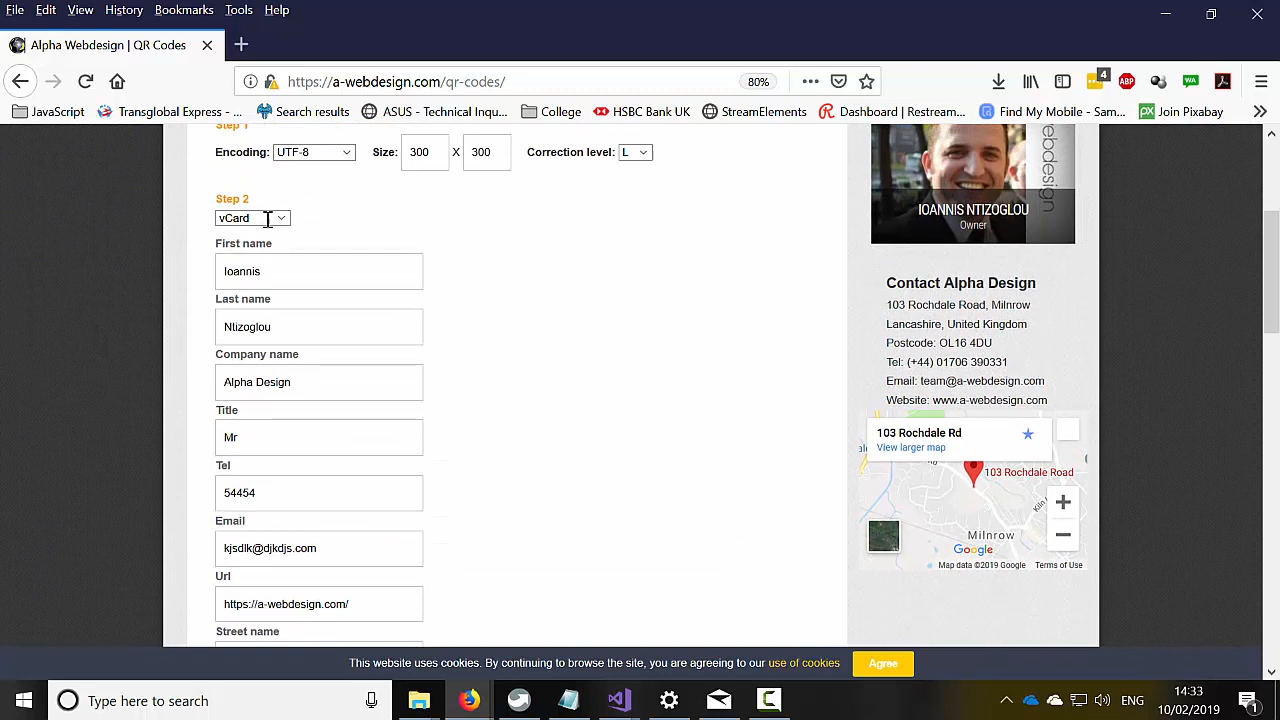 File Edit View History Bookmarks Tools Help
Alpha Webdesign | QR Codes
https://a-webdesign.com/qr-codes/ 80% 4 ABP WA
JavaScript Transglobal Express - ... Search results ASUS - Technical Inqu... College HSBC Bank UK StreamElements Dashboard | Restream... Find My Mobile - Sam... Join Pixabay
Step 1
Encoding: UTF-8 Size: 300 X 300 Correction level: L
Step 2
vCard
First name
Ioannis
Last name
Ntizoglou
Company name
Alpha Design
Title
Mr
Tel
54454
Email
kjsdlk@djkdjs.com
Url
https://a-webdesign.com/
Street name
webdesign
IOANNIS NTIZOGLOU
Owner
Contact Alpha Design
103 Rochdale Road, Milnrow
Lancashire, United Kingdom
Postcode: OL16 4DU
Tel: (+44) 01706 390331
Email: team@a-webdesign.com
Website: www.a-webdesign.com
103 Rochdale Rd
View larger map
103 Rochdale Road
Milnrow
Google
Map data ©2019 Google Terms of Use
This website uses cookies. By continuing to browse the site, you are agreeing to our use of cookies Agree
Type here to search
ENG 14:33
10/02/2019 1